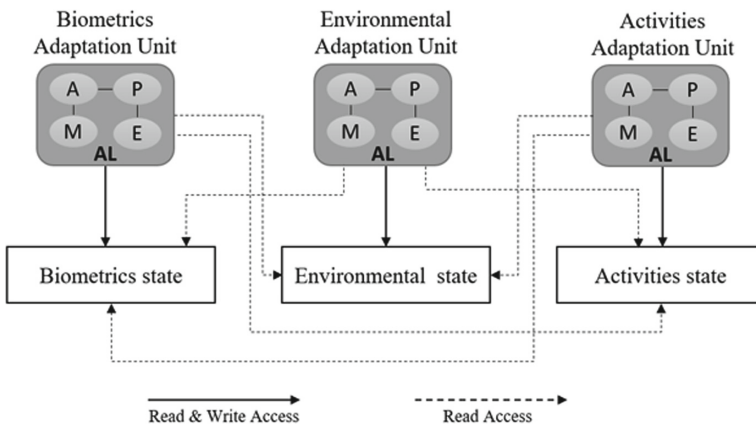 Biometrics
Adaptation Unit
Environmental
Adaptation Unit
Activities
Adaptation Unit
A P
M E
AL
A P
M E
AL
A P
M E
AL
Biometrics state
Environmental state
Activities state
Read & Write Access
Read Access